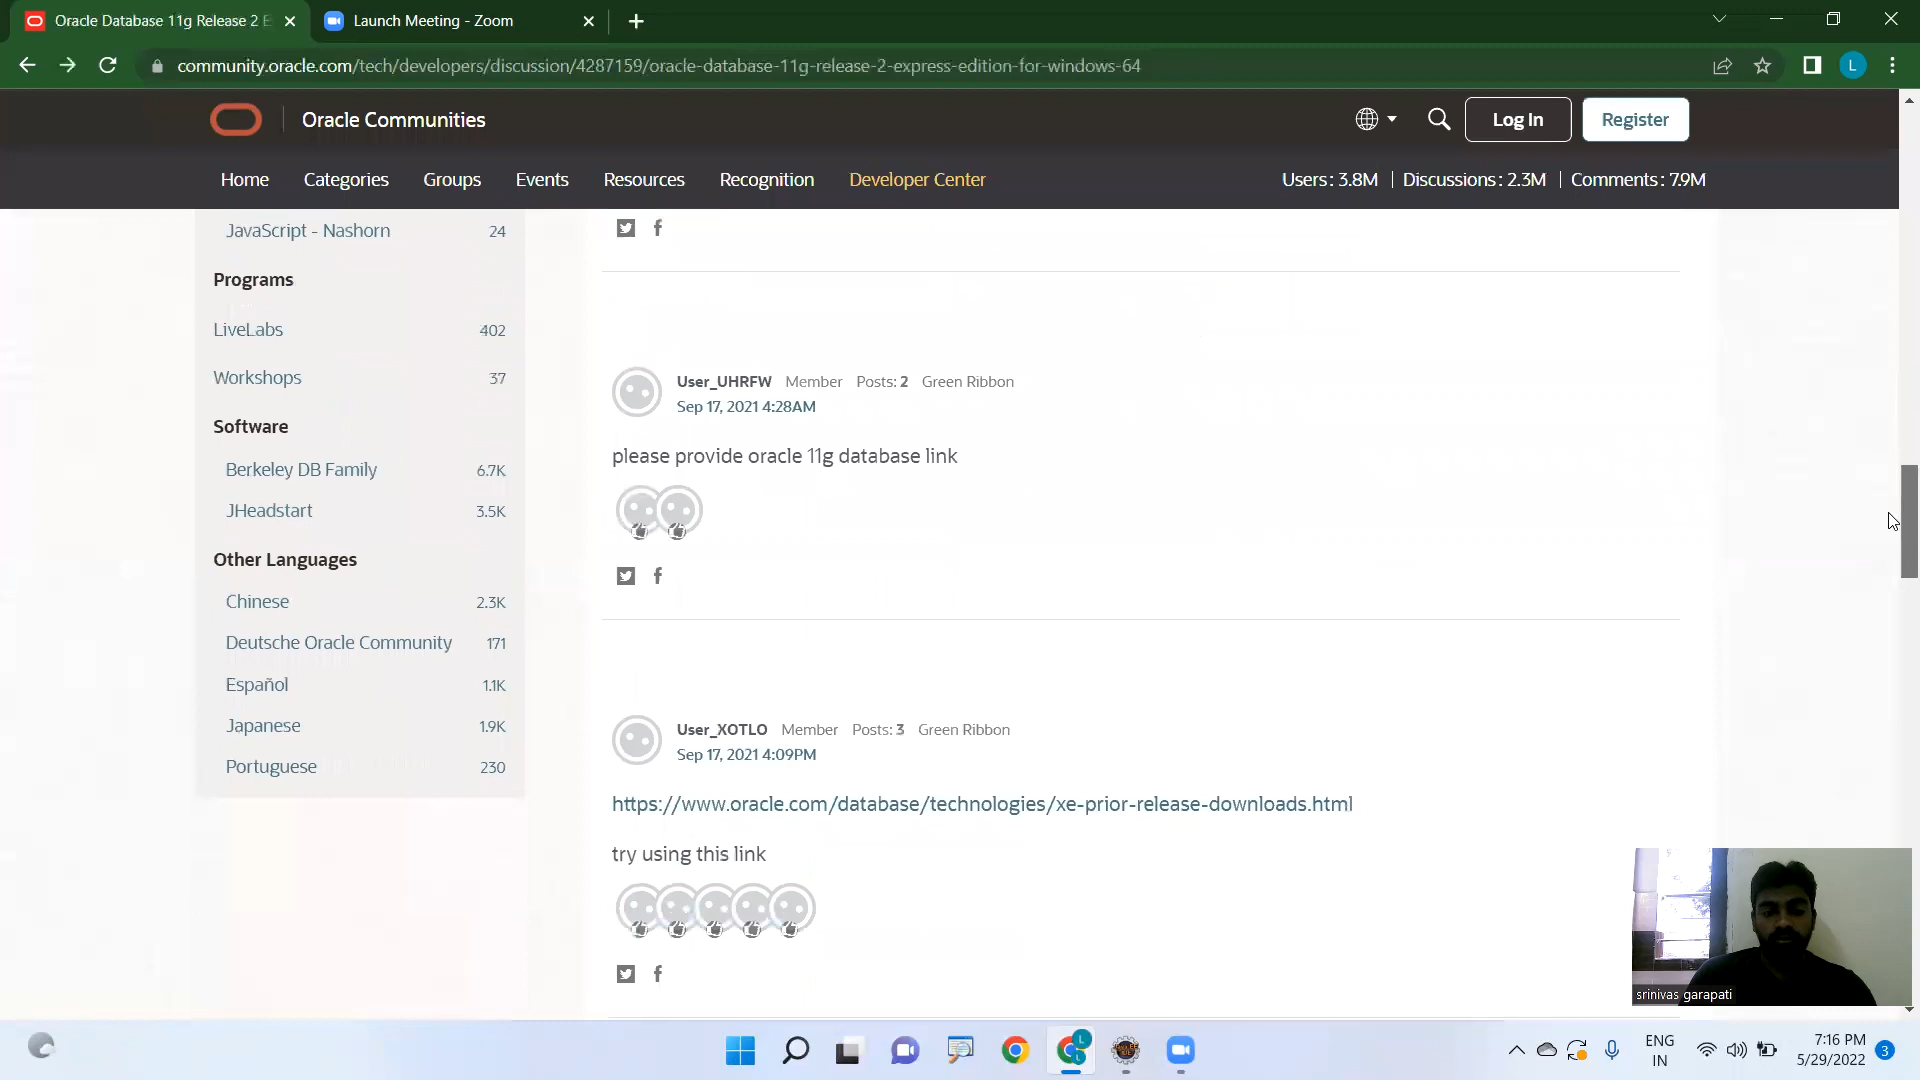 Oracle Database 11g Release 2 E
Launch Meeting - Zoom
community.oracle.com/tech/developers/discussion/4287159/oracle-database-11g-release-2-express-edition-for-windows-64
L
Oracle Communities
Log In
Register
Home Categories Groups Events Resources Recognition Developer Center
Users : 3.8M | Discussions : 2.3M | Comments : 7.9M
JavaScript - Nashorn 24
Programs
LiveLabs 402
Workshops 37
Software
Berkeley DB Family 6.7K
JHeadstart 3.5K
Other Languages
Chinese 2.3K
Deutsche Oracle Community 171
Español 1.1K
Japanese 1.9K
Portuguese 230
User_UHRFW Member Posts: 2 Green Ribbon
Sep 17, 2021 4:28AM
please provide oracle 11g database link
User_XOTLO Member Posts: 3 Green Ribbon
Sep 17, 2021 4:09PM
https://www.oracle.com/database/technologies/xe-prior-release-downloads.html
try using this link
srinivas garapati
ENG
IN
7:16 PM
5/29/2022
3